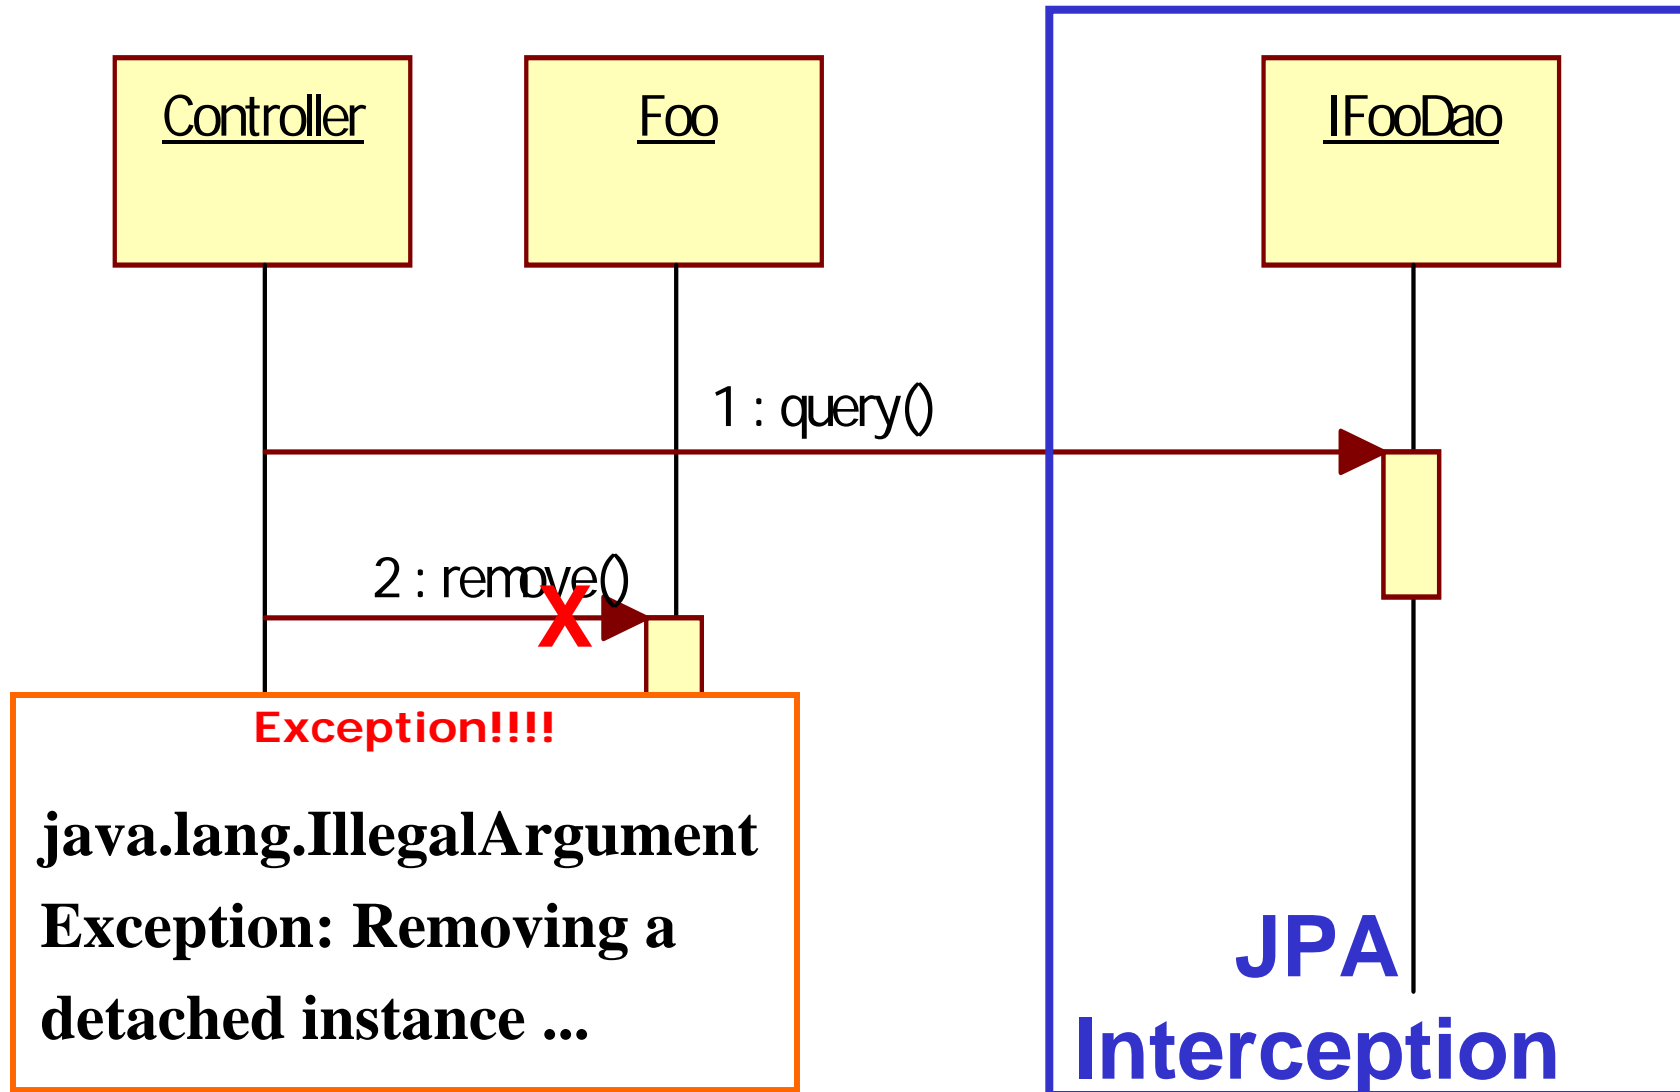 Controller
Foo
IFooDao
1 : query()
2 : remove()
X
Exception!!!!
java.lang.IllegalArgument
Exception: Removing a
detached instance ...
JPA
Interception